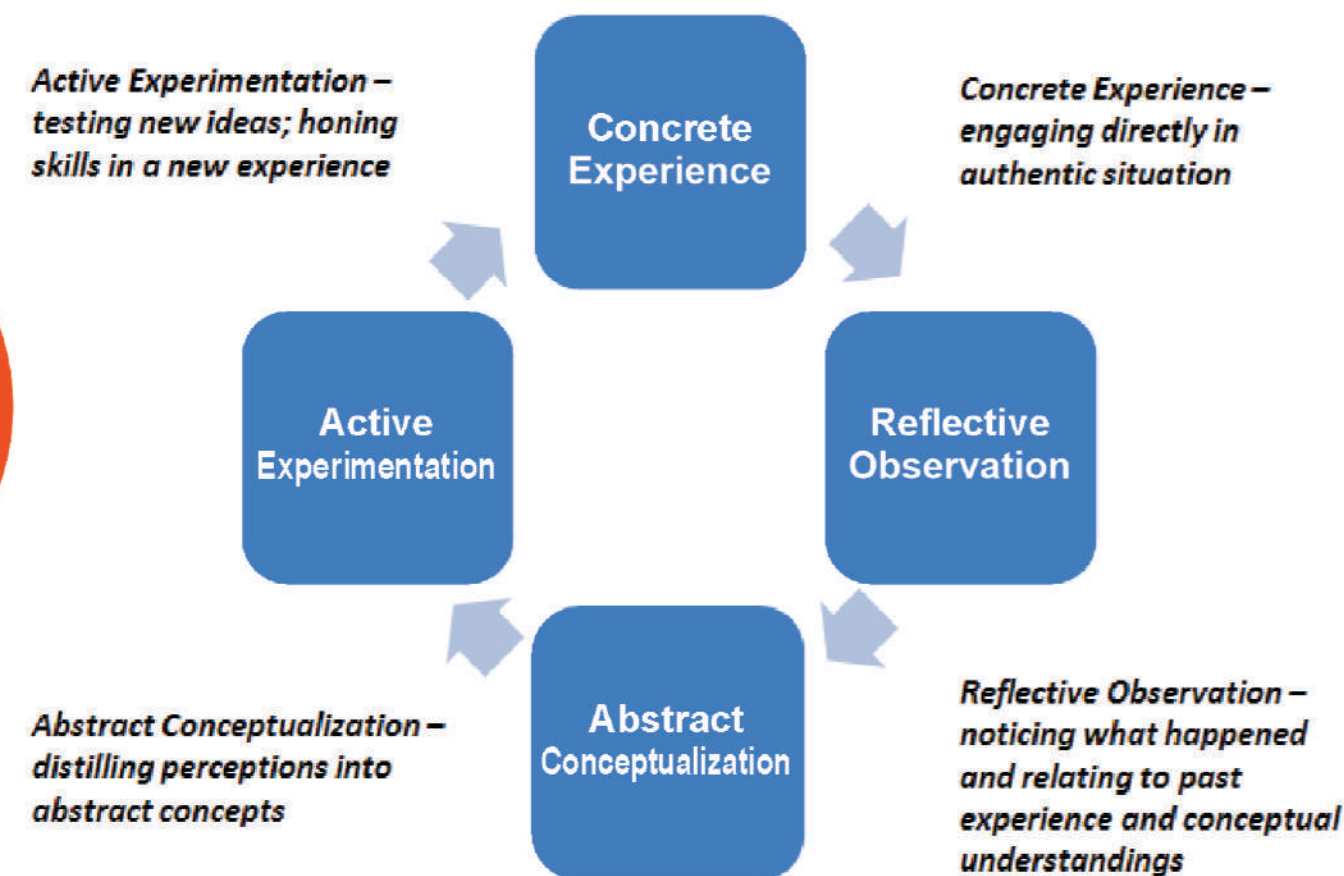 Active Experimentation –
testing new ideas; honing
skills in a new experience
Concrete
Experience
Concrete Experience –
engaging directly in
authentic situation
Active
Experimentation
Reflective
Observation
Abstract Conceptualization –
distilling perceptions into
abstract concepts
Abstract
Conceptualization
Reflective Observation –
noticing what happened
and relating to past
experience and conceptual
understandings